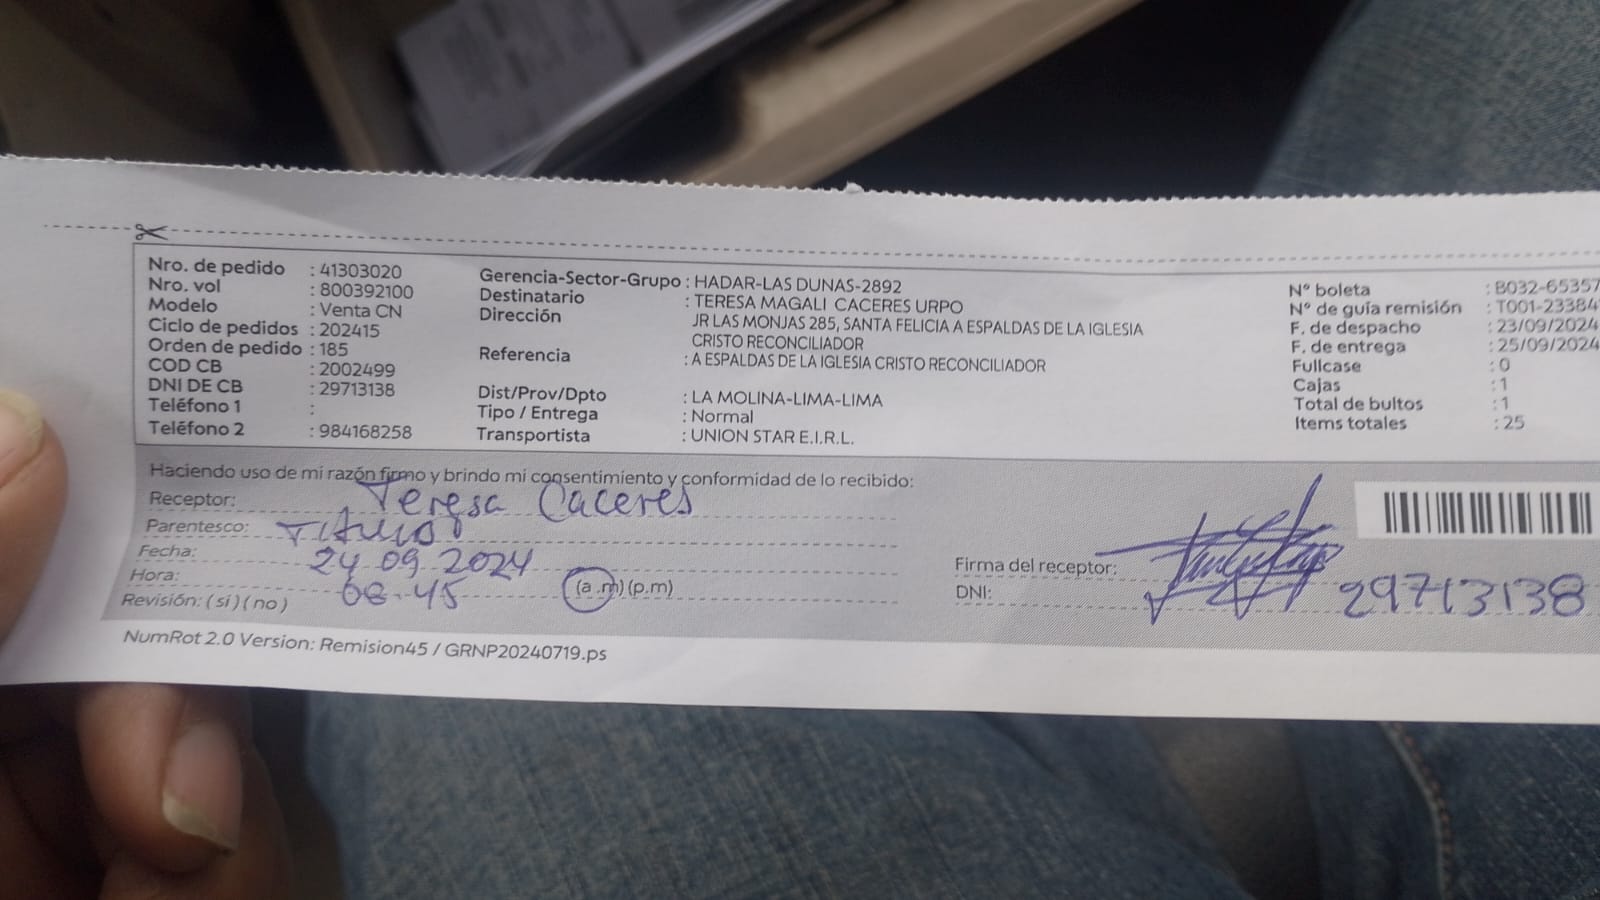 Nro. de pedido : 41303020
Nro. vol : 800392100
Modelo : Venta CN
Ciclo de pedidos : 202415
Orden de pedido : 185
COD CB : 2002499
DNI DE CB : 29713138
Teléfono 1 :
Teléfono 2 : 984168258
Gerencia-Sector-Grupo : HADAR-LAS DUNAS-2892
Destinatario : TERESA MAGALI CACERES URPO
Dirección JR LAS MONJAS 285, SANTA FELICIA A ESPALDAS DE LA IGLESIA
CRISTO RECONCILIADOR
Referencia : A ESPALDAS DE LA IGLESIA CRISTO RECONCILIADOR
Dist/Prov/Dpto : LA MOLINA-LIMA-LIMA
Tipo / Entrega : Normal
Transportista : UNION STAR E.I.R.L.
N° boleta : B032-65357
N° de guía remisión : T001-23384
F. de despacho : 23/09/2024
F. de entrega : 25/09/2024
Fullcase : 0
Cajas : 1
Total de bultos : 1
Items totales : 25
Haciendo uso de mi razón firmo y brindo mi consentimiento y conformidad de lo recibido:
Receptor: Teresa Caceres
Parentesco:
Fecha: 24 09 2024
Hora: 08:45 (a.m) (p.m)
Revisión: ( si ) ( no )
Firma del receptor:
DNI: 29713138
NumRot 2.0 Version: Remision45 / GRNP20240719.ps